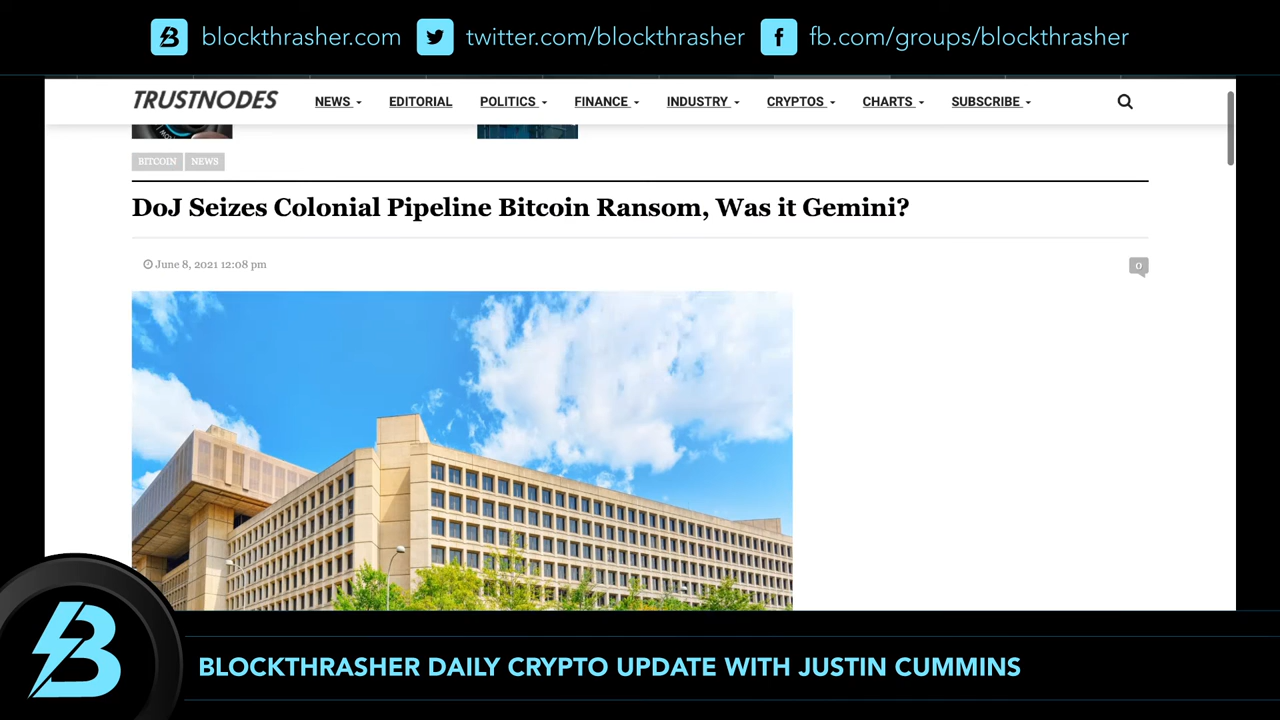 blockthrasher.com twitter.com/blockthrasher fb.com/groups/blockthrasher
TRUSTNODES NEWS EDITORIAL POLITICS FINANCE INDUSTRY CRYPTOS CHARTS SUBSCRIBE
BITCOIN NEWS
DoJ Seizes Colonial Pipeline Bitcoin Ransom, Was it Gemini?
June 8, 2021 12:08 pm 0
BLOCKTHRASHER DAILY CRYPTO UPDATE WITH JUSTIN CUMMINS